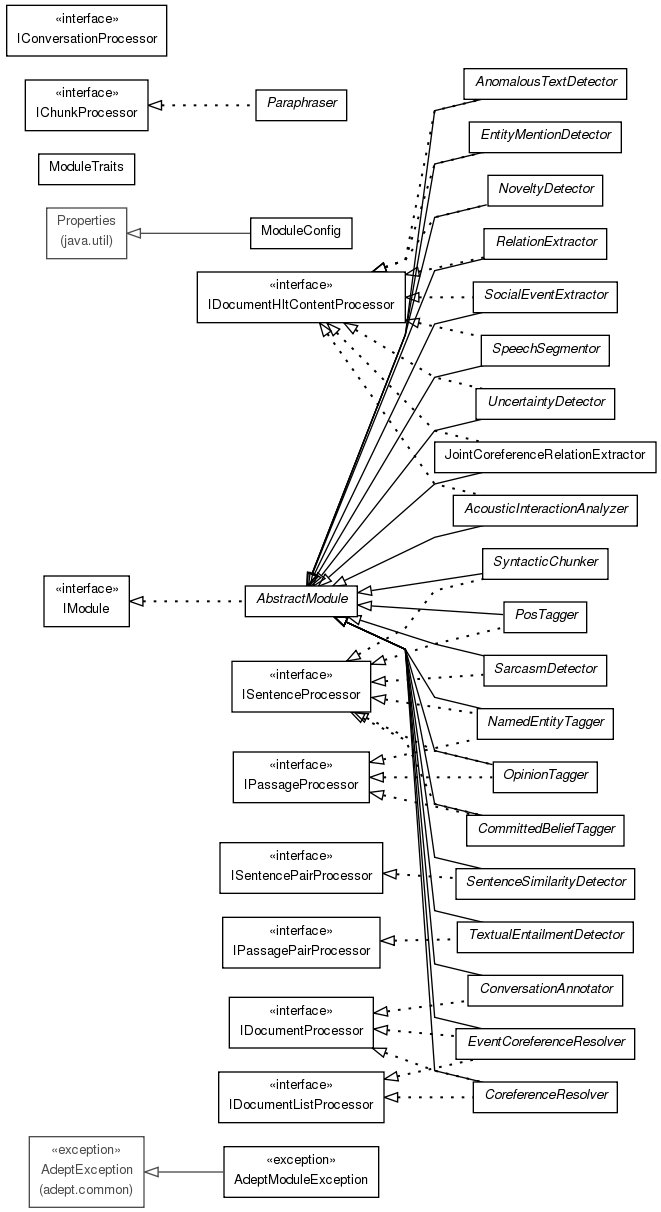 «interface»
IConversationProcessor
«interface»
IChunkProcessor
Paraphraser
ModuleTraits
Properties
(java.util)
ModuleConfig
«interface»
IDocumentHltContentProcessor
AnomalousTextDetector
EntityMentionDetector
NoveltyDetector
RelationExtractor
SocialEventExtractor
SpeechSegmentor
UncertaintyDetector
JointCoreferenceRelationExtractor
AcousticInteractionAnalyzer
«interface»
IModule
AbstractModule
SyntacticChunker
PosTagger
SarcasmDetector
«interface»
ISentenceProcessor
NamedEntityTagger
«interface»
IPassageProcessor
OpinionTagger
CommittedBeliefTagger
«interface»
ISentencePairProcessor
SentenceSimilarityDetector
«interface»
IPassagePairProcessor
TextualEntailmentDetector
«interface»
IDocumentProcessor
ConversationAnnotator
EventCoreferenceResolver
«interface»
IDocumentListProcessor
CoreferenceResolver
«exception»
AdeptException
(adept.common)
«exception»
AdeptModuleException